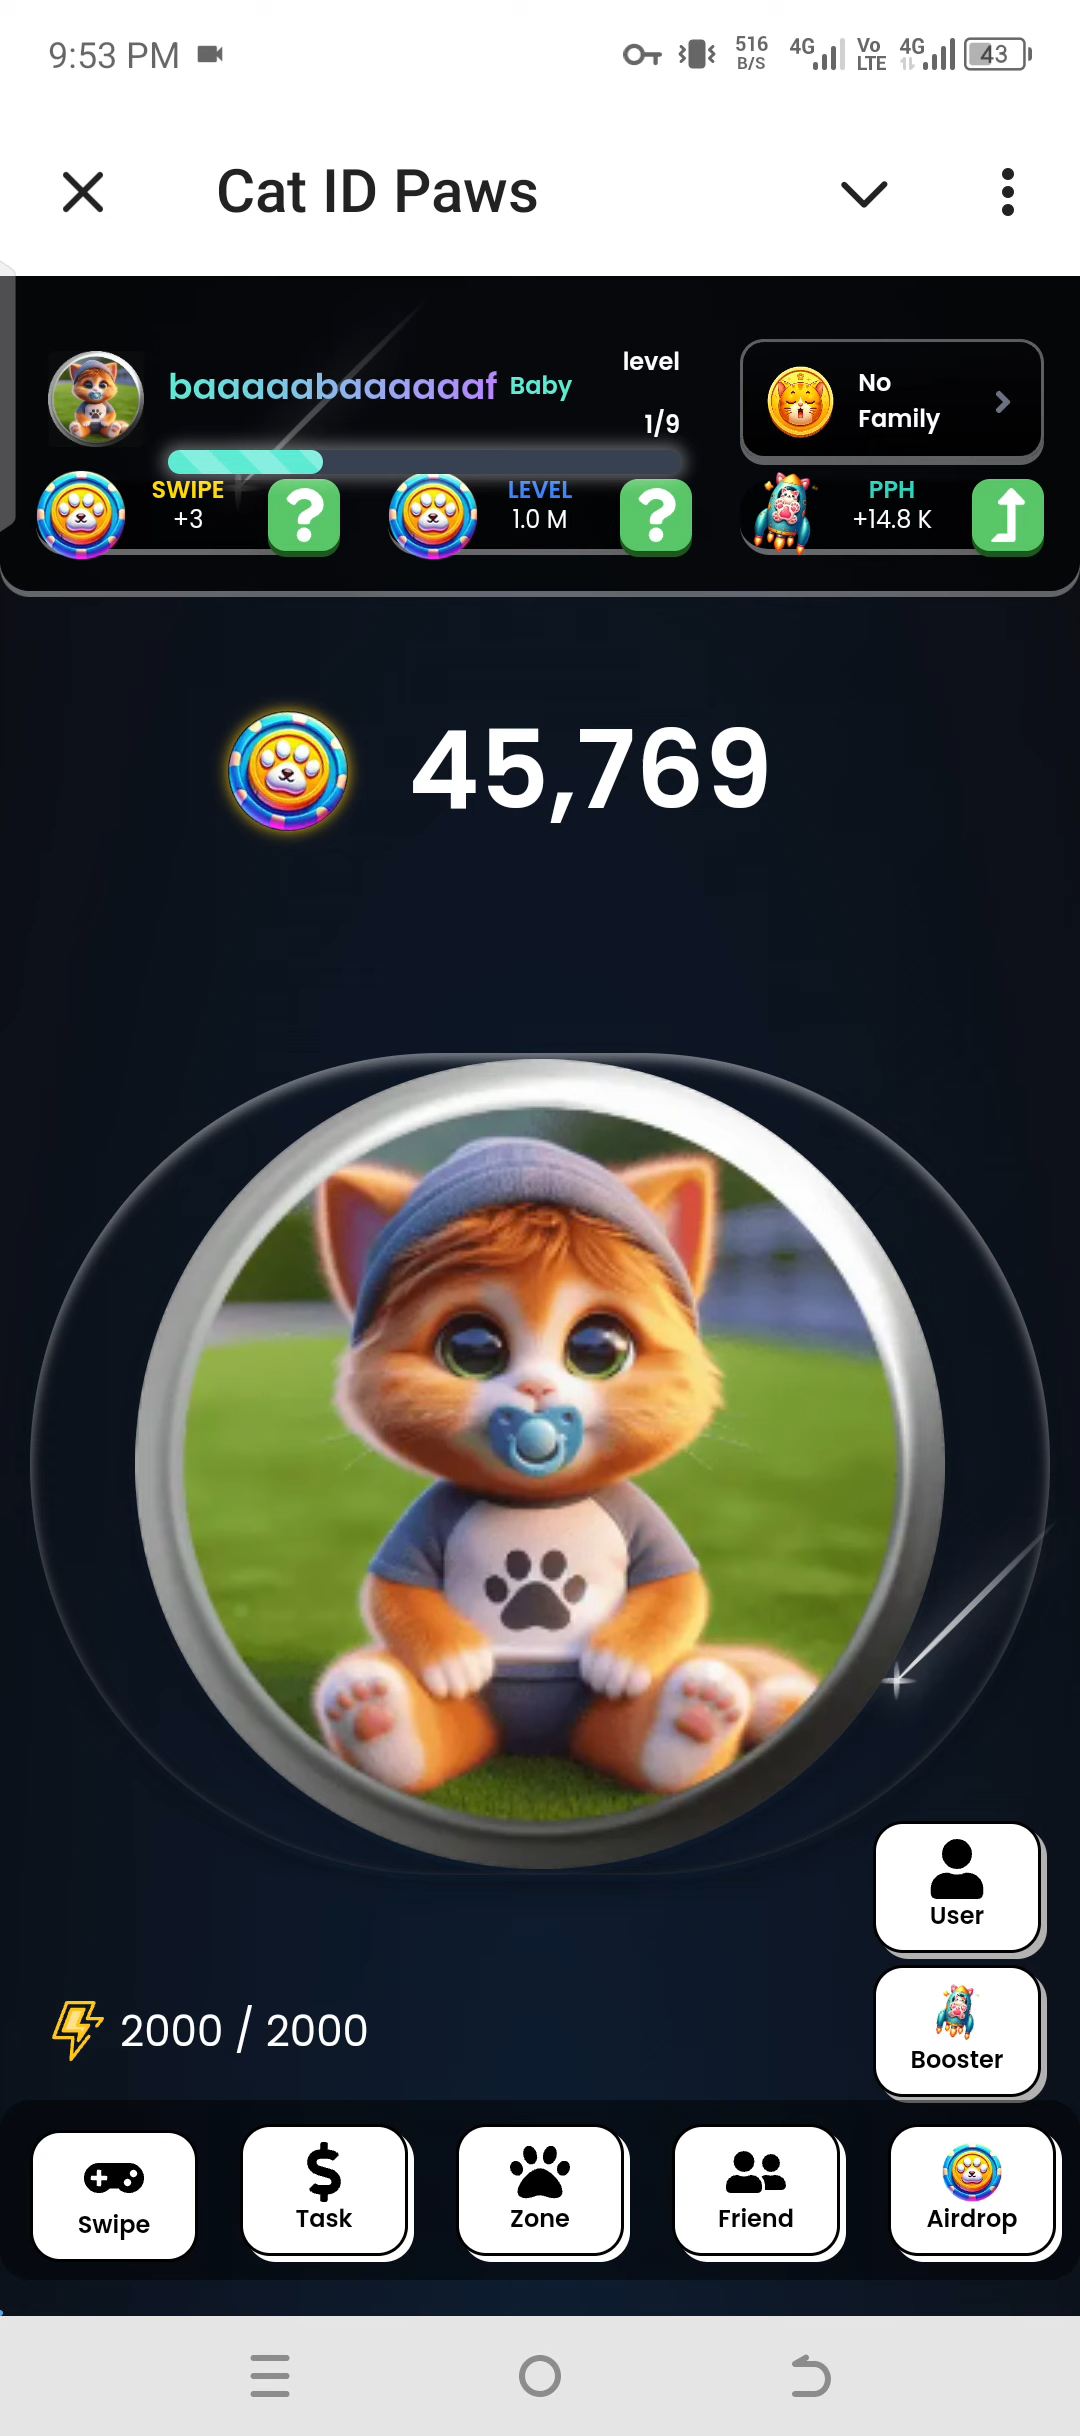 9:53 PM
516 B/S
4G
Vo LTE
4G
43
Cat ID Paws
baaaaabaaaaaaf Baby
level
1/9
No
Family
SWIPE
+3
?
LEVEL
1.0 M
?
PPH
+14.8 K
45,769
User
2000 / 2000
Booster
Swipe
Task
Zone
Friend
Airdrop